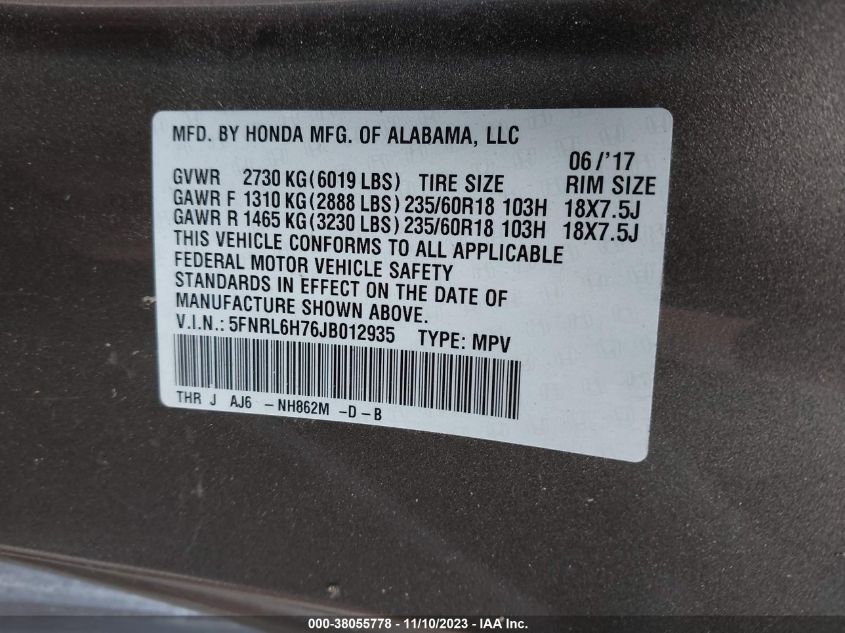 MFD. BY HONDA MFG. OF ALABAMA, LLC
06/'17
GVWR 2730 KG(6019 LBS) TIRE SIZE RIM SIZE
GAWR F 1310 KG(2888 LBS) 235/60R18 103H 18X7.5J
GAWR R 1465 KG(3230 LBS) 235/60R18 103H 18X7.5J
THIS VEHICLE CONFORMS TO ALL APPLICABLE
FEDERAL MOTOR VEHICLE SAFETY
STANDARDS IN EFFECT ON THE DATE OF
MANUFACTURE SHOWN ABOVE.
V.I.N.: 5FNRL6H76JB012935 TYPE: MPV
THR J AJ6 -NH862M -D-B
000-38055778 - 11/10/2023 - IAA Inc.